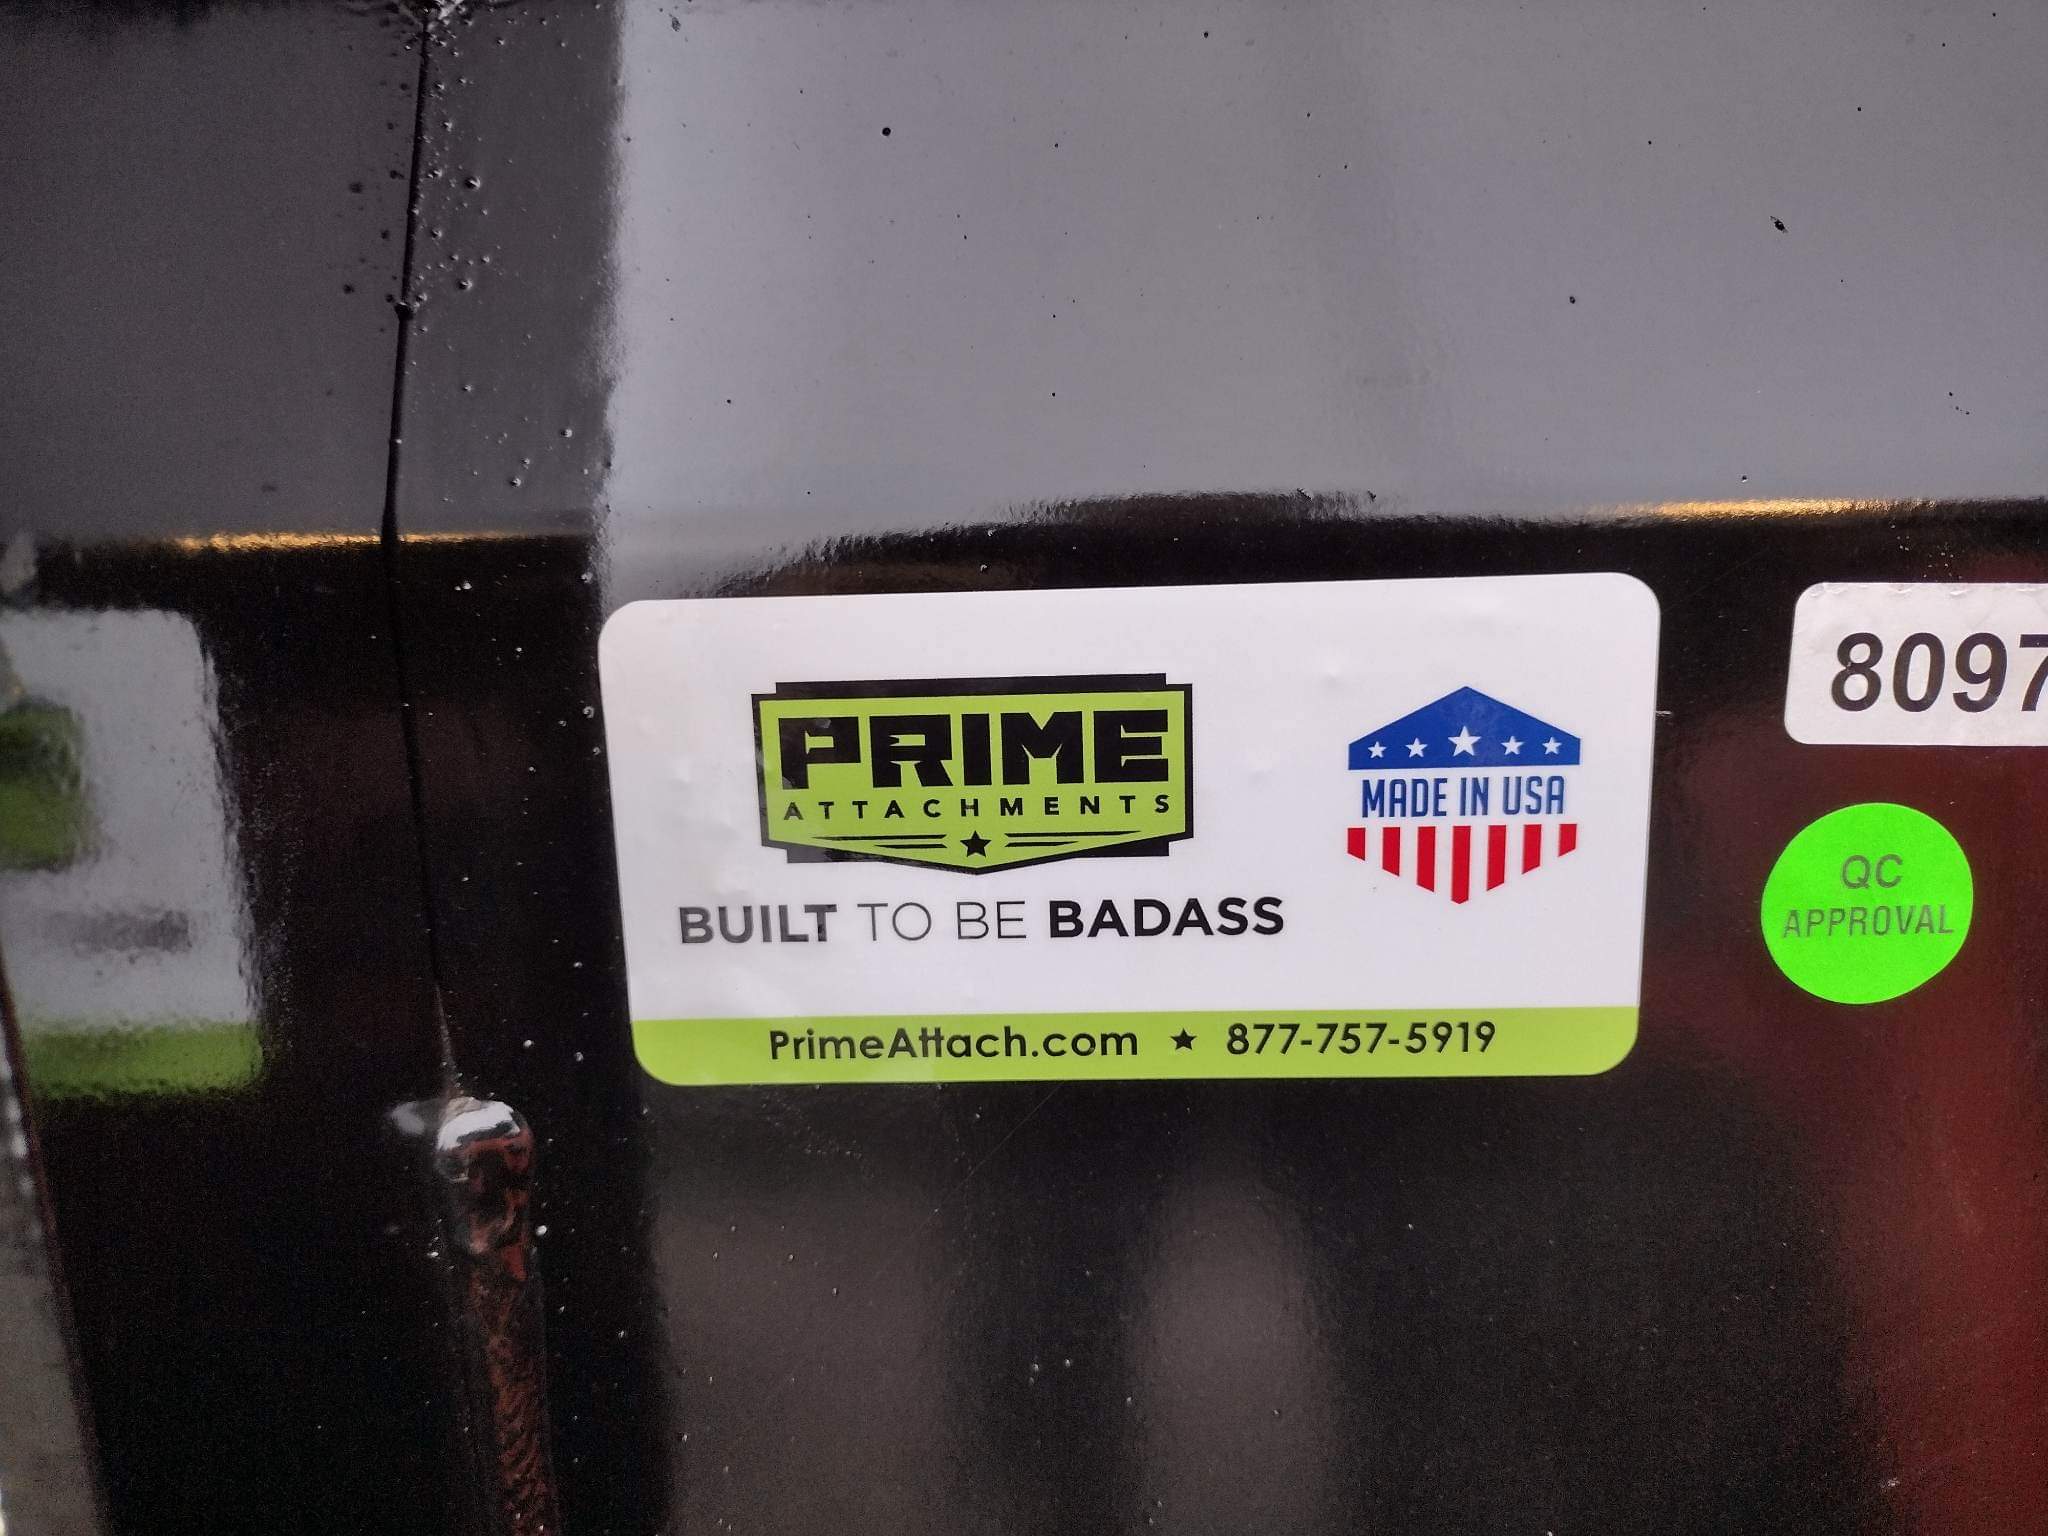 PRIME
ATTACHMENTS
BUILT TO BE BADASS
MADE IN USA
PrimeAttach.com ★ 877-757-5919
8097
QC
APPROVAL